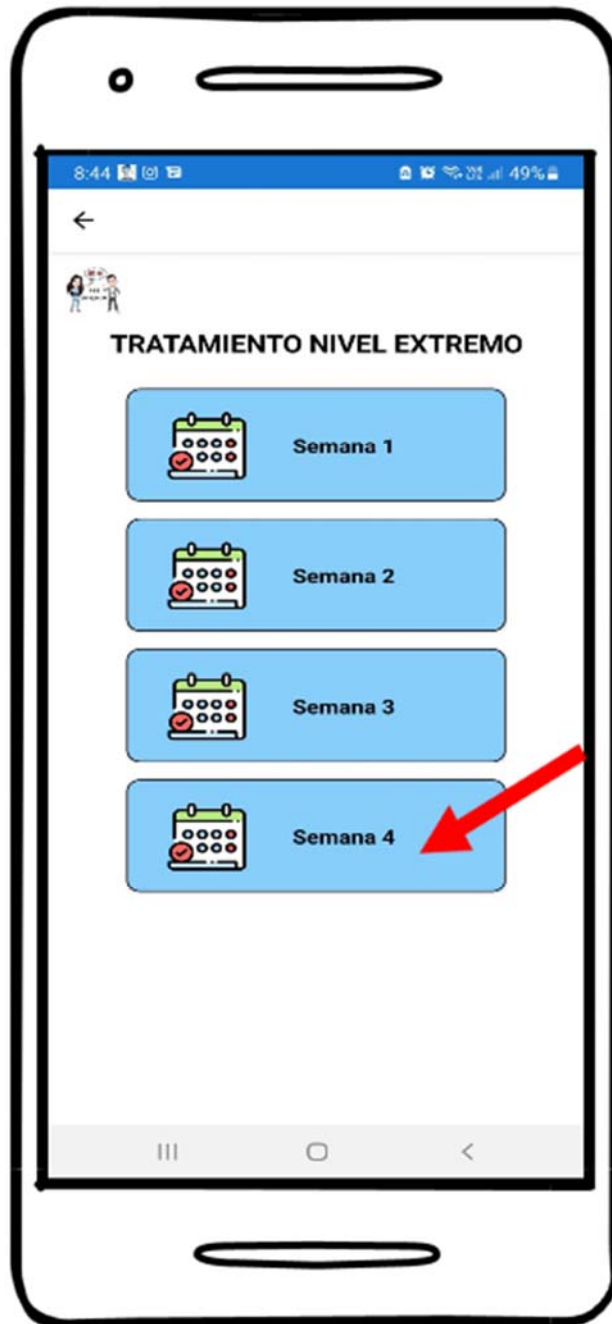 8:44 49%
TRATAMIENTO NIVEL EXTREMO
Semana 1
Semana 2
Semana 3
Semana 4